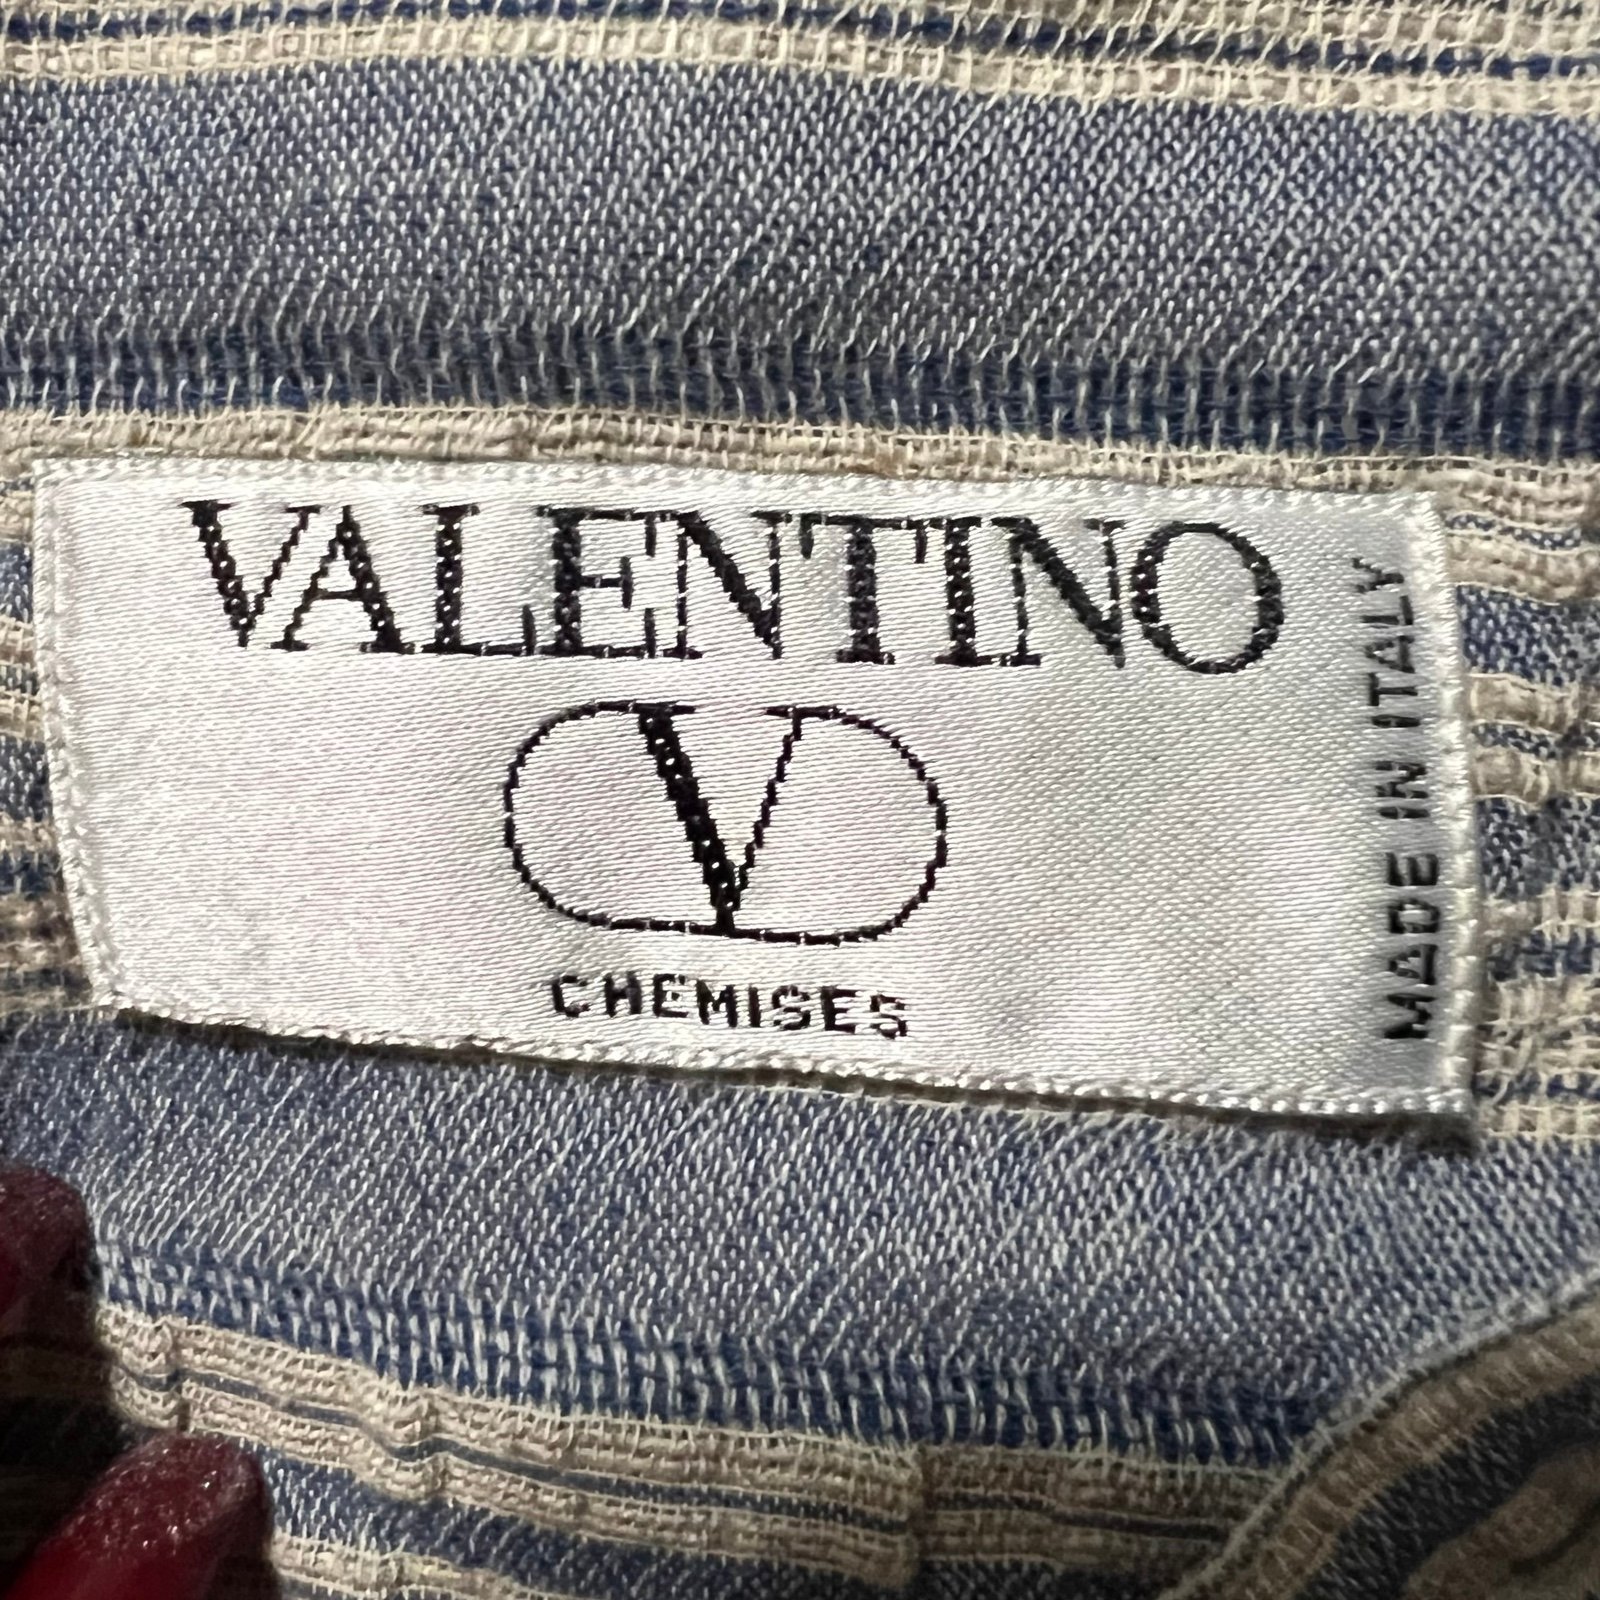 VALENTINO
V
CHEMISES
MADE IN ITALY